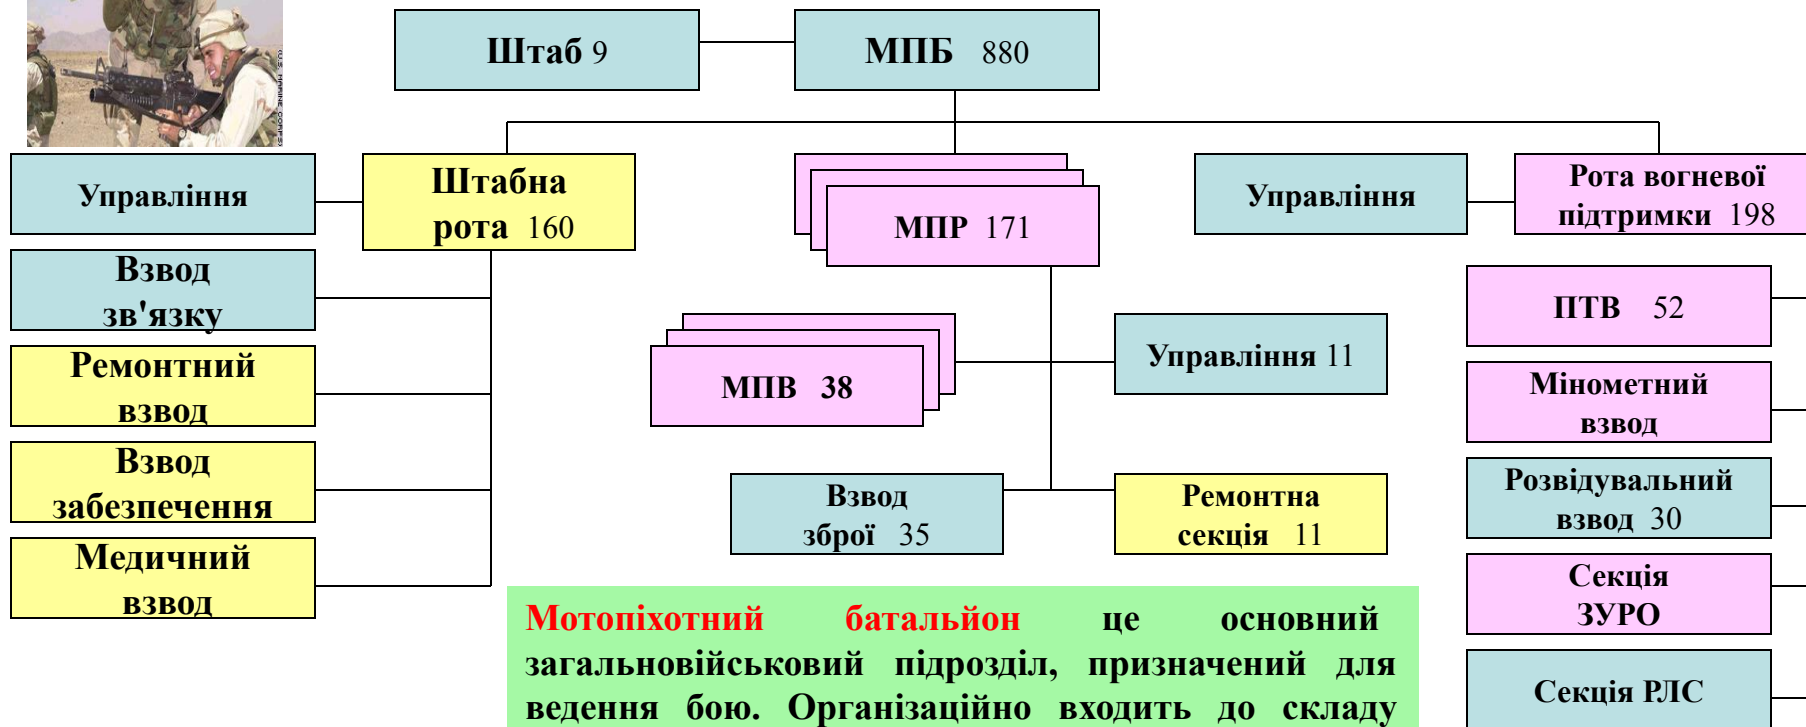 Штаб 9
МПБ 880
Управління
Штабна
рота 160
МПР 171
Управління
Рота вогневої
підтримки 198
Взвод
зв'язку
Ремонтний
взвод
Взвод
забезпечення
Медичний
взвод
МПВ 38
Управління 11
Взвод
зброї 35
Ремонтна
секція 11
ПТВ 52
Мінометний
взвод
Розвідувальний
взвод 30
Секція
ЗУРО
Секція РЛС
Мотопіхотний батальйон це основний
загальновійськовий підрозділ, призначений для
ведення бою. Організаційно входить до складу